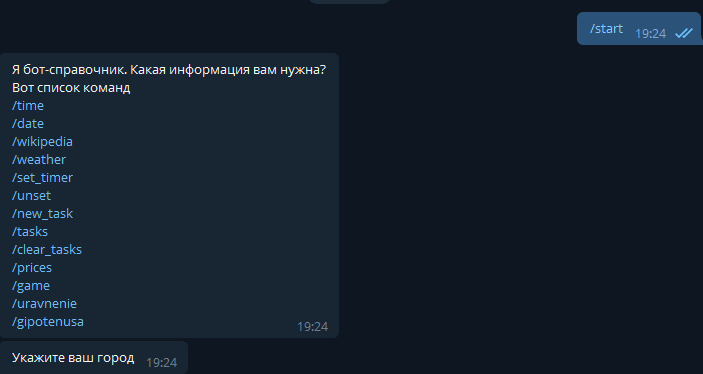 /start 19:24
Я бот-справочник. Какая информация вам нужна?
Вот список команд
/time
/date
/wikipedia
/weather
/set_timer
/unset
/new_task
/tasks
/clear_tasks
/prices
/game
/uravnenie
/gipotenusa
19:24
Укажите ваш город 19:24